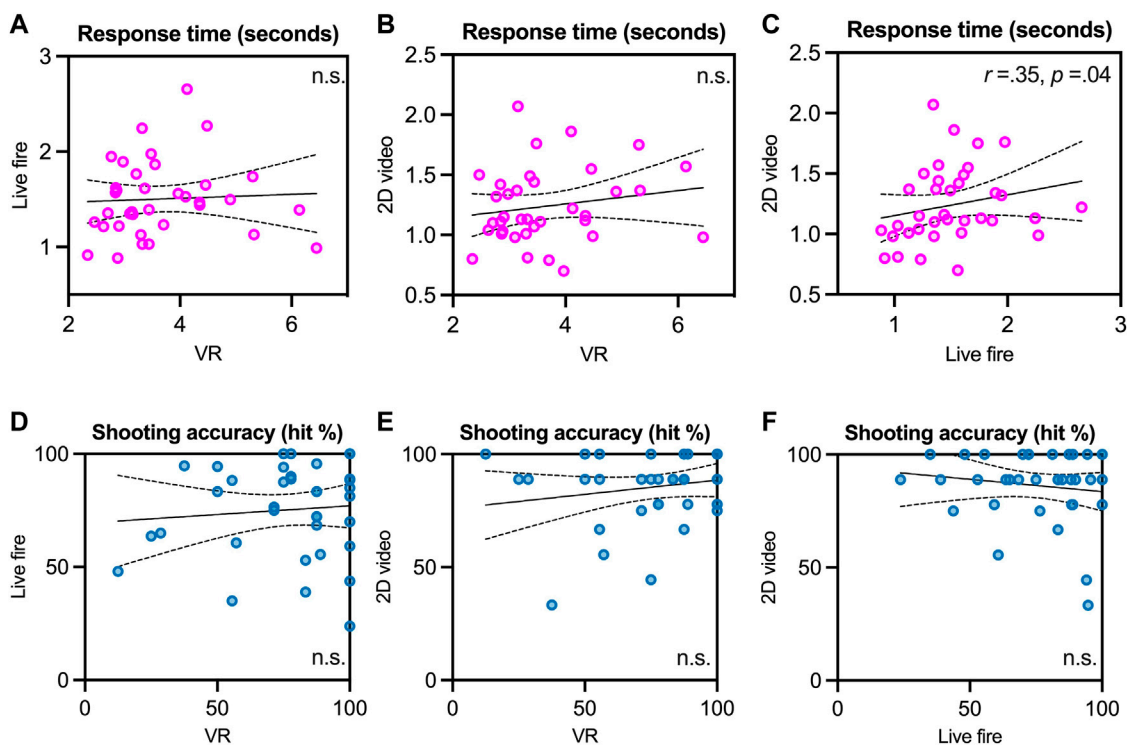 A
Response time (seconds)
n.s.
3
2
1
Live fire
2
4
6
VR
B
Response time (seconds)
n.s.
2.5
2.0
1.5
1.0
0.5
2D video
2
4
6
VR
C
Response time (seconds)
r =.35, p =.04
2.5
2.0
1.5
1.0
0.5
2D video
1
2
3
Live fire
D
Shooting accuracy (hit %)
100
50
0
Live fire
n.s.
0
50
100
VR
E
Shooting accuracy (hit %)
100
50
0
2D video
n.s.
0
50
100
VR
F
Shooting accuracy (hit %)
100
50
0
2D video
n.s.
0
50
100
Live fire